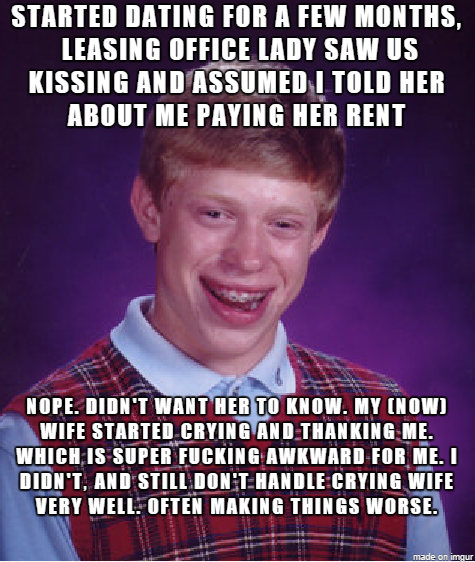 STARTED DATING FOR A FEW MONTHS,
LEASING OFFICE LADY SAW US
KISSING AND ASSUMED I TOLD HER
ABOUT ME PAYING HER RENT
NOPE. DIDN'T WANT HER TO KNOW. MY (NOW)
WIFE STARTED CRYING AND THANKING ME.
WHICH IS SUPER FUCKING AWKWARD FOR ME. I
DIDN'T, AND STILL DON'T HANDLE CRYING WIFE
VERY WELL. OFTEN MAKING THINGS WORSE.
made on imgur